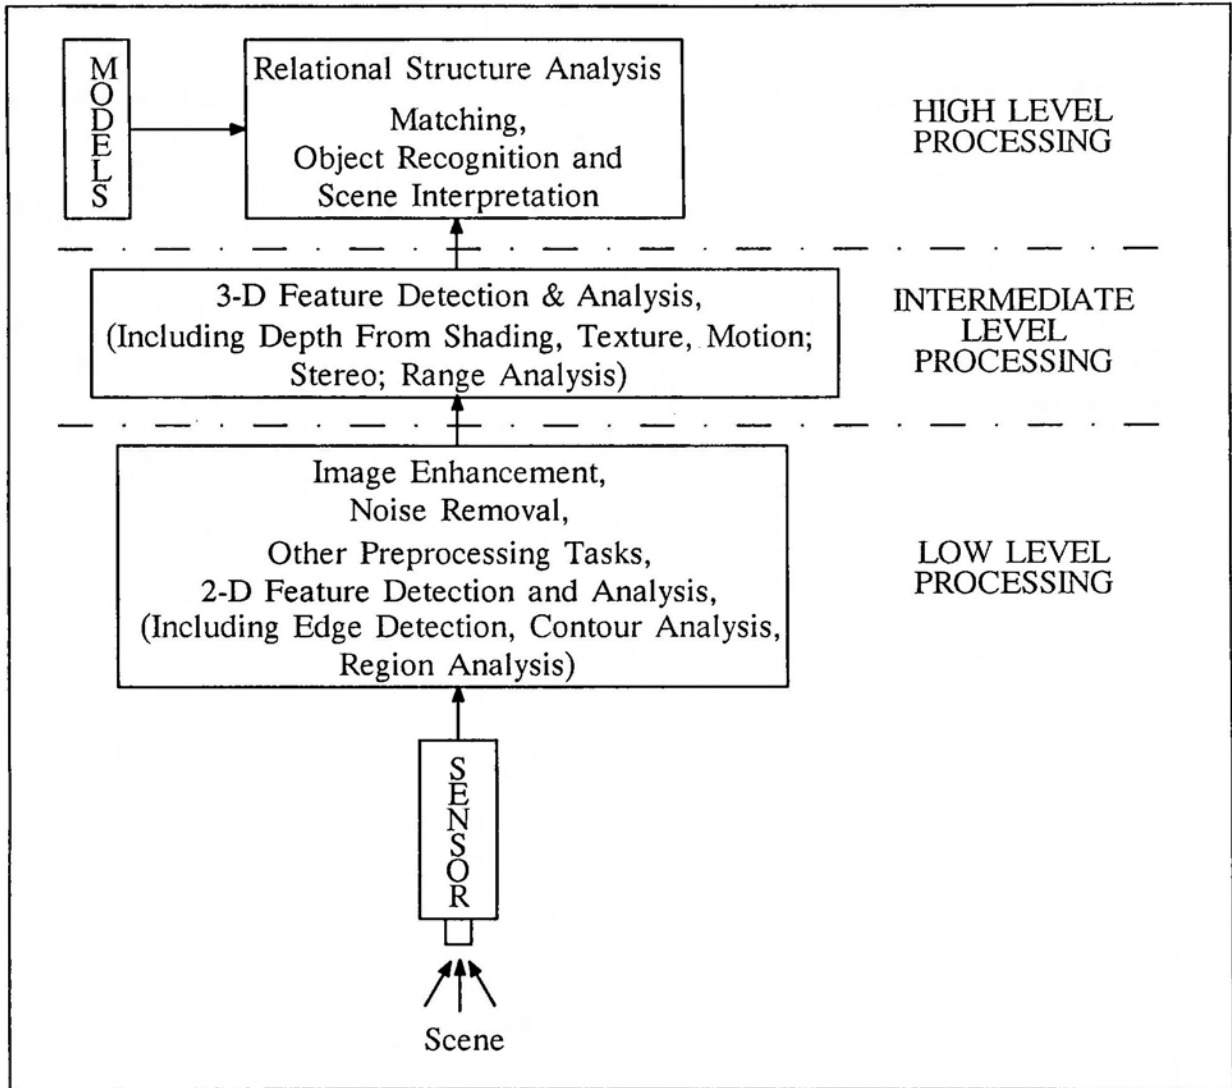 MODELS
Relational Structure Analysis
Matching,
Object Recognition and
Scene Interpretation
HIGH LEVEL
PROCESSING
3-D Feature Detection & Analysis,
(Including Depth From Shading, Texture, Motion;
Stereo; Range Analysis)
INTERMEDIATE
LEVEL
PROCESSING
Image Enhancement,
Noise Removal,
Other Preprocessing Tasks,
2-D Feature Detection and Analysis,
(Including Edge Detection, Contour Analysis,
Region Analysis)
LOW LEVEL
PROCESSING
SENSOR
Scene